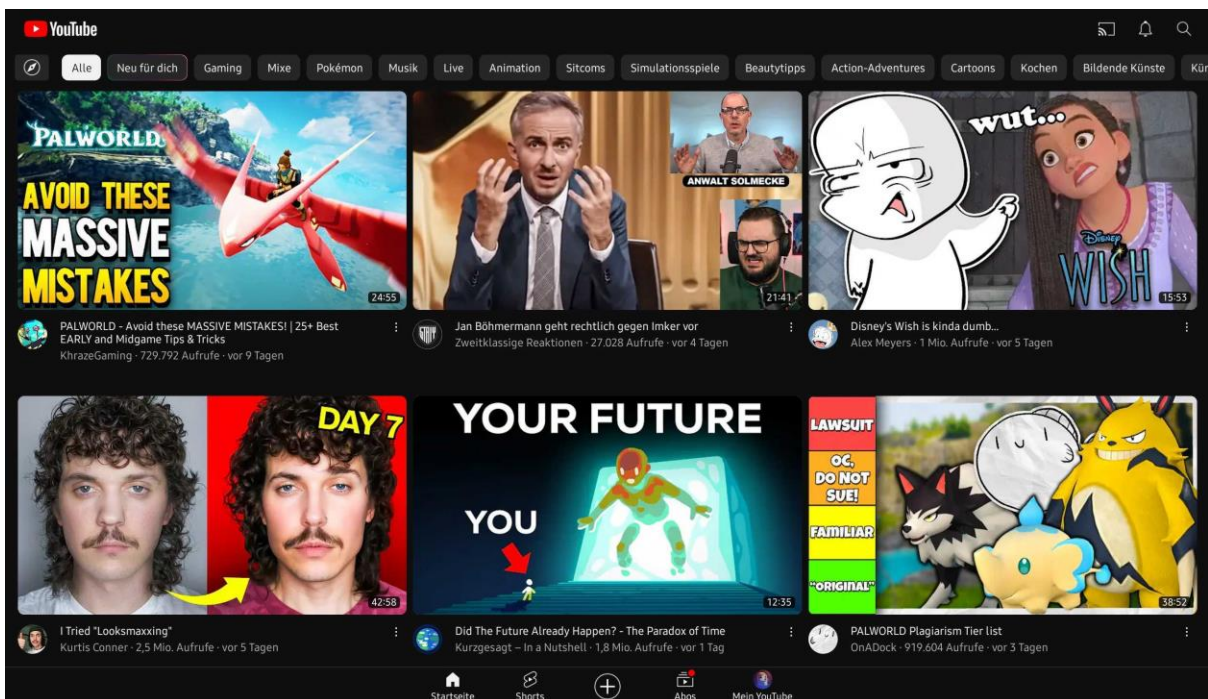 YouTube
Alle Neu für dich Gaming Mixe Pokémon Musik Live Animation Sitcoms Simulationsspiele Beautytipps Action-Adventures Cartoons Kochen Bildende Künste
PALWORLD
AVOID THESE
MASSIVE
MISTAKES
24:55
ANWALT SOLMECKE
21:41
wut...
DISNEY
WISH
15:53
PALWORLD - Avoid these MASSIVE MISTAKES! | 25+ Best
EARLY and Midgame Tips & Tricks
KhrazeGaming · 729.792 Aufrufe · vor 9 Tagen
Jan Böhmermann geht rechtlich gegen Imker vor
Zweitklassige Reaktionen · 27.028 Aufrufe · vor 4 Tagen
Disney's Wish is kinda dumb...
Alex Meyers · 1 Mio. Aufrufe · vor 5 Tagen
DAY 7
42:58
YOUR FUTURE
YOU
12:35
LAWSUIT
OC,
DO NOT
SUE!
FAMILIAR
"ORIGINAL"
38:52
I Tried "Looksmaxxing"
Kurtis Conner · 2,5 Mio. Aufrufe · vor 5 Tagen
Did The Future Already Happen? - The Paradox of Time
Kurzgesagt – In a Nutshell · 1,8 Mio. Aufrufe · vor 1 Tag
PALWORLD Plagiarism Tier list
OnADock · 919.604 Aufrufe · vor 3 Tagen
Startseite Shorts Abos Mein YouTube